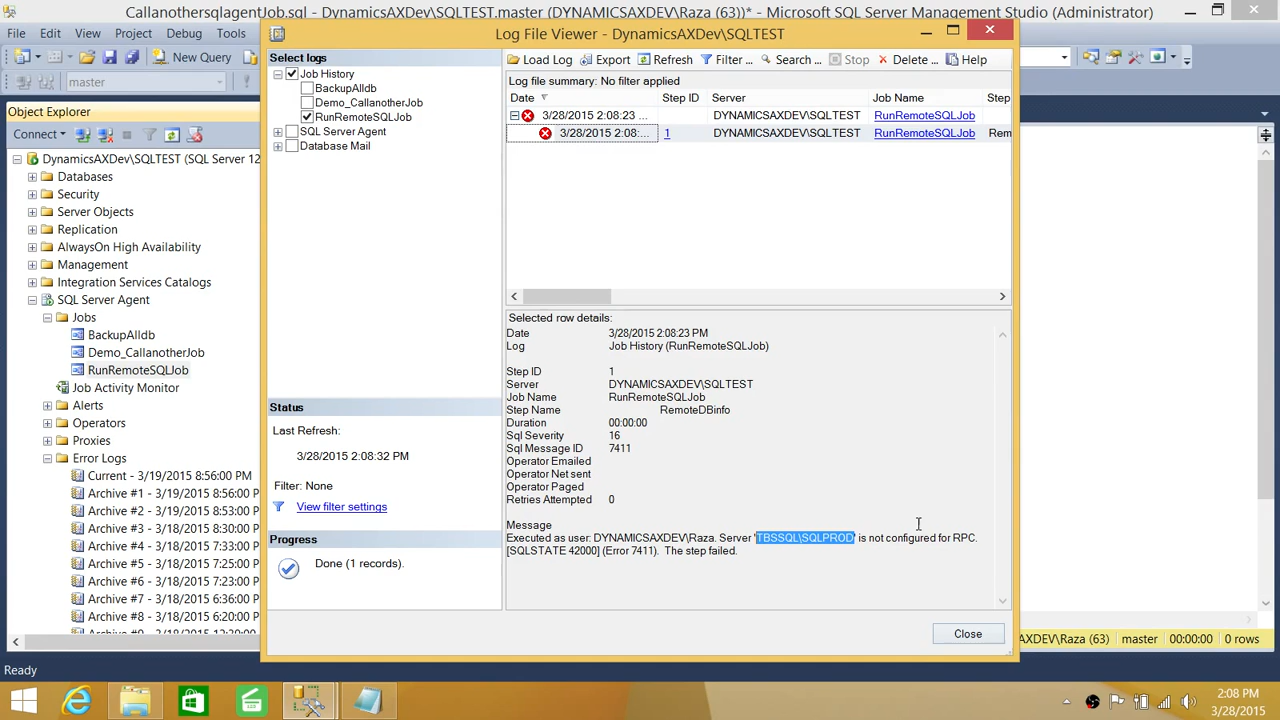 Callanothersqlagentjob.sql - DynamicsAXDev\SQLTEST.master (DYNAMICSAXDEV\Raza (63))* - Microsoft SQL Server Management Studio (Administrator)
File Edit View Project Debug Tools
New Query
master
Object Explorer
Connect
DynamicsAXDev\SQLTEST (SQL Server 12
Databases
Security
Server Objects
Replication
AlwaysOn High Availability
Management
Integration Services Catalogs
SQL Server Agent
Jobs
BackupAlldb
Demo_CallanotherJob
RunRemoteSQLJob
Job Activity Monitor
Alerts
Operators
Proxies
Error Logs
Current - 3/19/2015 8:56:00 PM
Archive #1 - 3/19/2015 8:56:00 P
Archive #2 - 3/19/2015 8:53:00 P
Archive #3 - 3/18/2015 8:30:00 P
Archive #4 - 3/18/2015 7:25:00 P
Archive #5 - 3/18/2015 7:25:00 P
Archive #6 - 3/18/2015 7:23:00 P
Archive #7 - 3/18/2015 6:36:00 P
Archive #8 - 3/18/2015 6:20:00 P
Log File Viewer - DynamicsAXDev\SQLTEST
Select logs
Job History
BackupAlldb
Demo_CallanotherJob
RunRemoteSQLJob
SQL Server Agent
Database Mail
Status
Last Refresh:
3/28/2015 2:08:32 PM
Filter: None
View filter settings
Progress
Done (1 records).
Load Log Export Refresh Filter ... Search ... Stop Delete ... Help
Log file summary: No filter applied
Date Step ID Server Job Name Step
3/28/2015 2:08:23 ... DYNAMICSAXDEV\SQLTEST RunRemoteSQLJob
3/28/2015 2:08:... 1 DYNAMICSAXDEV\SQLTEST RunRemoteSQLJob Rem
Selected row details:
Date 3/28/2015 2:08:23 PM
Log Job History (RunRemoteSQLJob)
Step ID 1
Server DYNAMICSAXDEV\SQLTEST
Job Name RunRemoteSQLJob
Step Name RemoteDBinfo
Duration 00:00:00
Sql Severity 16
Sql Message ID 7411
Operator Emailed
Operator Net sent
Operator Paged
Retries Attempted 0
Message
Executed as user: DYNAMICSAXDEV\Raza. Server 'TBSSQL\SQLPROD' is not configured for RPC.
[SQLSTATE 42000] (Error 7411). The step failed.
Close
AXDEV\Raza (63) master 00:00:00 0 rows
Ready
2:08 PM
3/28/2015